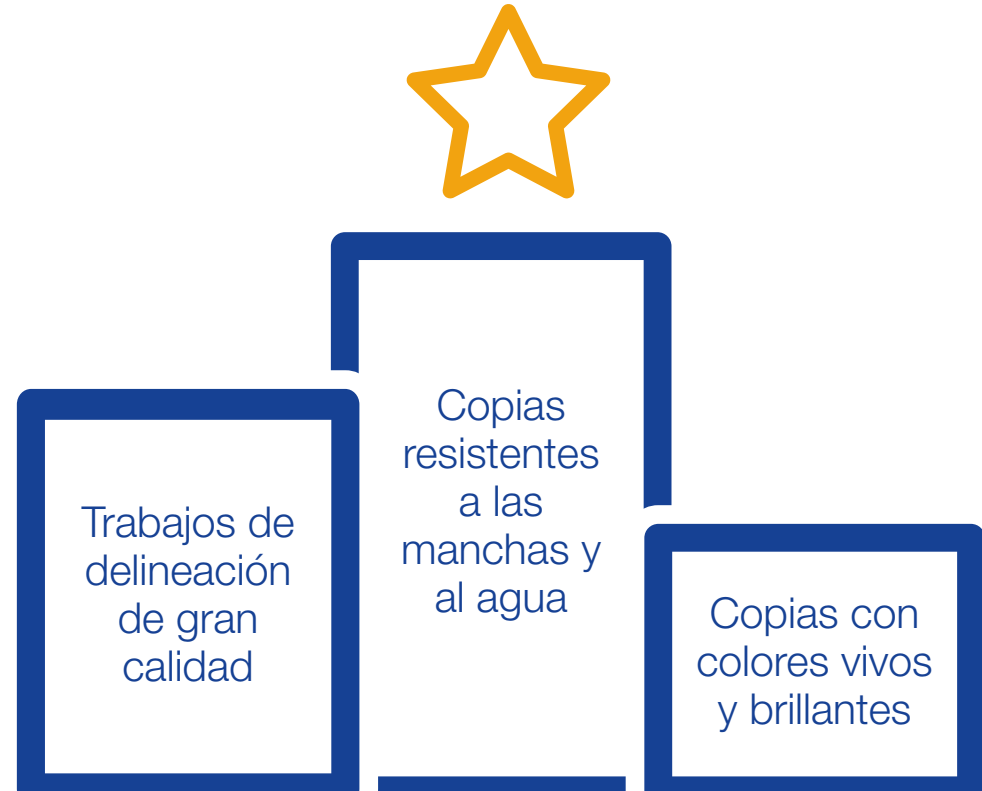 Trabajos de
delineación
de gran
calidad
Copias
resistentes
a las
manchas y
al agua
Copias con
colores vivos
y brillantes